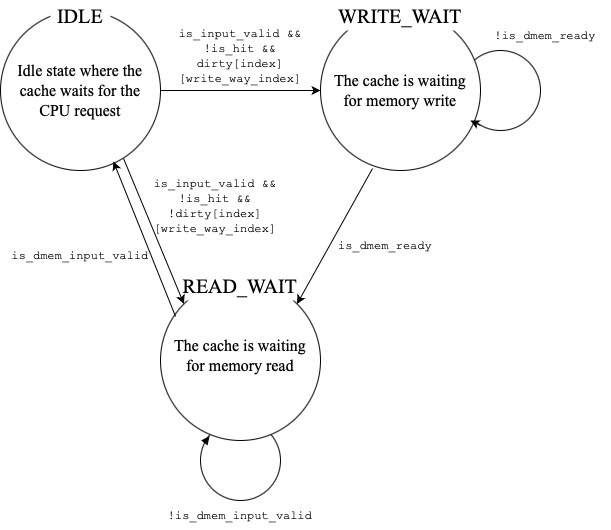 IDLE
Idle state where the
cache waits for the
CPU request
is_input_valid &&
!is_hit &&
dirty[index]
[write_way_index]
WRITE_WAIT
The cache is waiting
for memory write
!is_dmem_ready
is_input_valid &&
!is_hit &&
!dirty[index]
[write_way_index]
is_dmem_input_valid
is_dmem_ready
READ_WAIT
The cache is waiting
for memory read
!is_dmem_input_valid